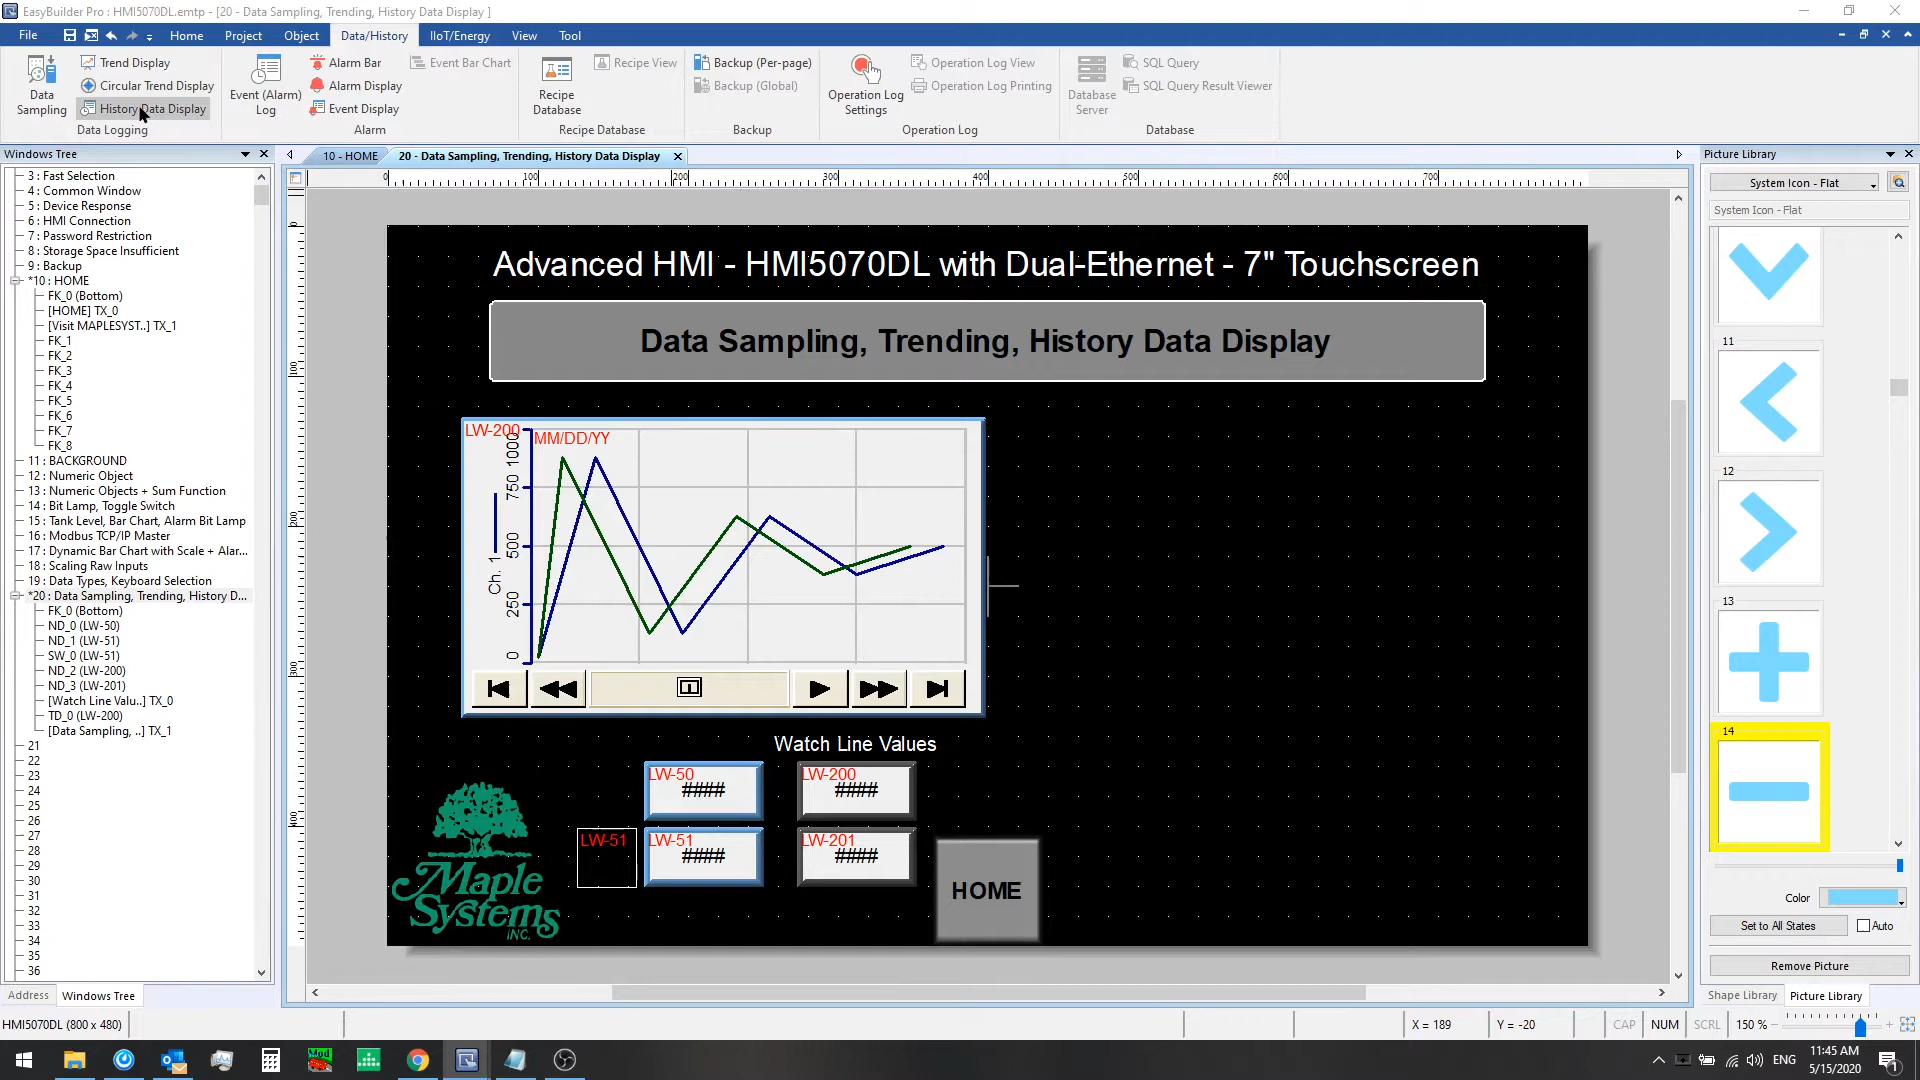 EasyBuilder Pro : HMI5070DL.emtp - [20 - Data Sampling, Trending, History Data Display ]
File Home Project Object Data/History IIoT/Energy View Tool
Data Sampling
Trend Display
Circular Trend Display
History Data Display
Data Logging
Event (Alarm) Log
Alarm Bar
Alarm Display
Event Display
Event Bar Chart
Alarm
Recipe Database
Recipe View
Recipe Database
Backup (Per-page)
Backup (Global)
Backup
Operation Log Settings
Operation Log View
Operation Log Printing
Operation Log
Database Server
SQL Query
SQL Query Result Viewer
Database
Windows Tree
3 : Fast Selection
4 : Common Window
5 : Device Response
6 : HMI Connection
7 : Password Restriction
8 : Storage Space Insufficient
9 : Backup
*10 : HOME
FK_0 (Bottom)
[HOME] TX_0
[Visit MAPLESYST..] TX_1
FK_1
FK_2
FK_3
FK_4
FK_5
FK_6
FK_7
FK_8
11 : BACKGROUND
12 : Numeric Object
13 : Numeric Objects + Sum Function
14 : Bit Lamp, Toggle Switch
15 : Tank Level, Bar Chart, Alarm Bit Lamp
16 : Modbus TCP/IP Master
17 : Dynamic Bar Chart with Scale + Alar...
18 : Scaling Raw Inputs
19 : Data Types, Keyboard Selection
*20 : Data Sampling, Trending, History D...
FK_0 (Bottom)
ND_0 (LW-50)
ND_1 (LW-51)
SW_0 (LW-51)
ND_2 (LW-200)
ND_3 (LW-201)
[Watch Line Valu..] TX_0
TD_0 (LW-200)
[Data Sampling, ..] TX_1
21
22
23
24
25
26
27
28
29
30
31
32
33
34
35
36
Address Windows Tree
10 - HOME
20 - Data Sampling, Trending, History Data Display
0 100 200 300 400 500 600 700
0
100
200
300
400
Advanced HMI - HMI5070DL with Dual-Ethernet - 7" Touchscreen
Data Sampling, Trending, History Data Display
LW-200
MM/DD/YY
1000
750
500
250
0
Ch. 1
Watch Line Values
LW-50
####
LW-200
####
LW-51
LW-51
####
LW-201
####
HOME
Maple
Systems
INC.
Picture Library
System Icon - Flat
System Icon - Flat
11
12
13
14
Color
Set to All States
Auto
Remove Picture
Shape Library Picture Library
HMI5070DL (800 x 480)
X = 189 Y = -20 CAP NUM SCRL 150 %
ENG
11:45 AM
5/15/2020
1